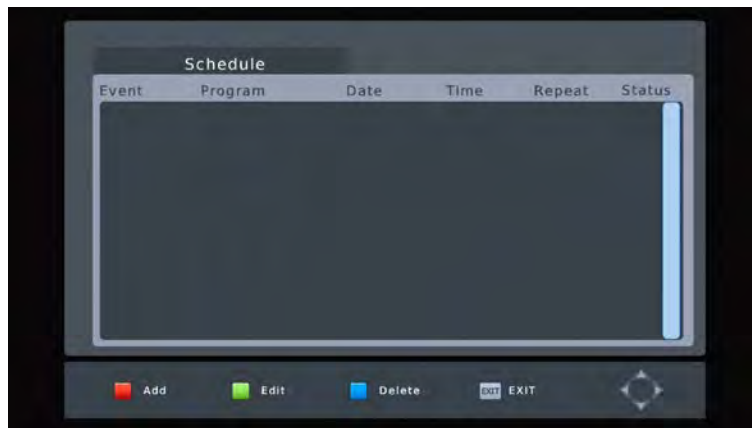 Schedule
Event Program Date Time Repeat Status
Add Edit Delete EXIT EXIT